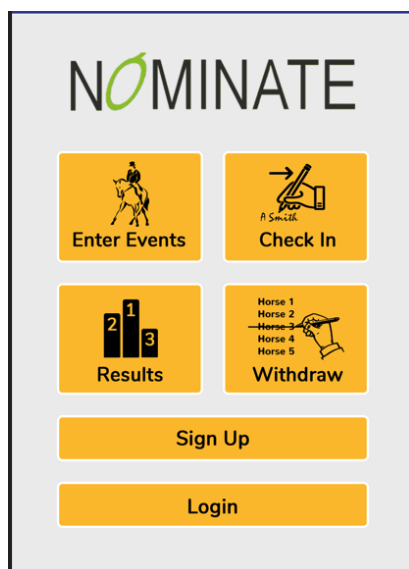 NOMINATE
A Smith
Enter Events
Check In
2 1 3
Horse 1
Horse 2
Horse 3
Horse 4
Horse 5
Results
Withdraw
Sign Up
Login